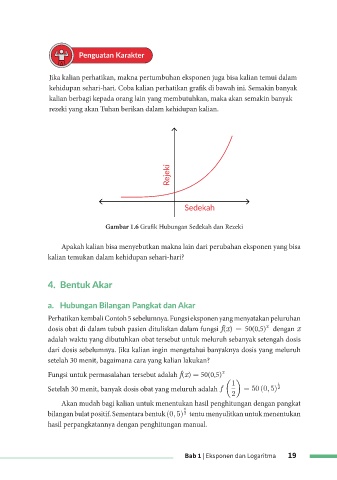 Penguatan Karakter
Jika kalian perhatikan, makna pertumbuhan eksponen juga bisa kalian temui dalam
kehidupan sehari-hari. Coba kalian perhatikan grafik di bawah ini. Semakin banyak
kalian berbagi kepada orang lain yang membutuhkan, maka akan semakin banyak
rezeki yang akan Tuhan berikan dalam kehidupan kalian.
Rejeki
Sedekah
Gambar 1.6 Grafik Hubungan Sedekah dan Rezeki
Apakah kalian bisa menyebutkan makna lain dari perubahan eksponen yang bisa
kalian temukan dalam kehidupan sehari-hari?
4. Bentuk Akar
a. Hubungan Bilangan Pangkat dan Akar
Perhatikan kembali Contoh 5 sebelumnya. Fungsi eksponen yang menyatakan peluruhan
dosis obat di dalam tubuh pasien dituliskan dalam fungsi f(x) = 50(0,5)ˣ dengan x
adalah waktu yang dibutuhkan obat tersebut untuk meluruh sebanyak setengah dosis
dari dosis sebelumnya. Jika kalian ingin mengetahui banyaknya dosis yang meluruh
setelah 30 menit, bagaimana cara yang kalian lakukan?
Fungsi untuk permasalahan tersebut adalah f(x) = 50(0,5)ˣ
Setelah 30 menit, banyak dosis obat yang meluruh adalah f (1/2) = 50 (0, 5)^½
Akan mudah bagi kalian untuk menentukan hasil penghitungan dengan pangkat
bilangan bulat positif. Sementara bentuk (0, 5)^½ tentu menyulitkan untuk menentukan
hasil perpangkatannya dengan penghitungan manual.
Bab 1 | Eksponen dan Logaritma 19